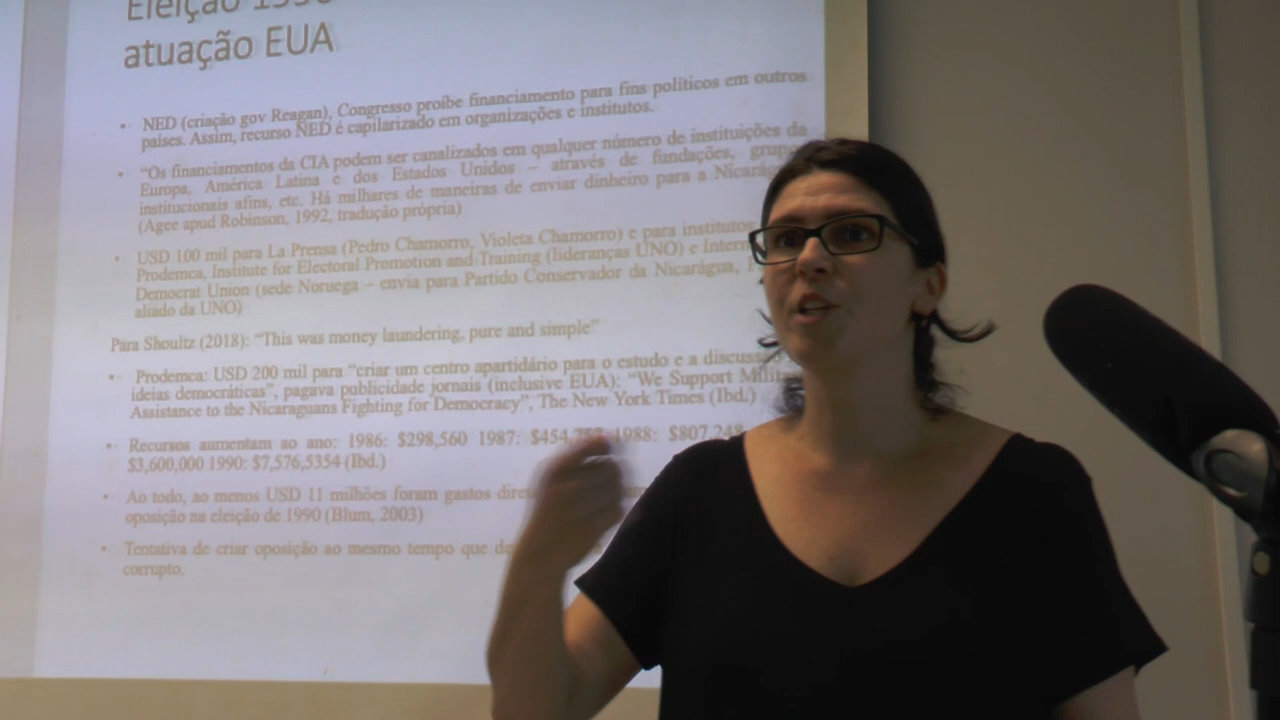 Eleição 1990
atuação EUA
• NED (criação gov Reagan), Congresso proíbe financiamento para fins políticos em outros
países. Assim, recurso NED é capilarizado em organizações e institutos.
• “Os financiamentos da CIA podem ser canalizados em qualquer número de instituições da
Europa, América Latina e dos Estados Unidos – através de fundações,
institucionais afins, etc. Há milhares de maneiras de enviar dinheiro para a
(Agee apud Robinson, 1992, tradução própria)
• USD 100 mil para La Prensa (Pedro Chamorro, Violeta Chamorro) e para institutos
Prodemca, Institute for Electoral Promotion and Training (lideranças UNO) e
Democrat Union (sede Noruega – envia para Partido Conservador da Nicarágua,
aliado da UNO)
Para Shoultz (2018): “This was money laundering, pure and simple”
• Prodemca: USD 200 mil para “criar um centro apartidário para o estudo e a
ideias democráticas”, pagava publicidade jornais (inclusive EUA): “We Support
Assistance to the Nicaraguans Fighting for Democracy”, The New York Times (Ibd.)
• Recursos aumentam ao ano: 1986: $298,560 1987: 1988:
$3,600,000 1990: $7,576,5354 (Ibd.)
• Ao todo, ao menos USD 11 milhões foram gastos
oposição na eleição de 1990 (Blum, 2003)
• Tentativa de criar oposição ao mesmo tempo que
corrupto.